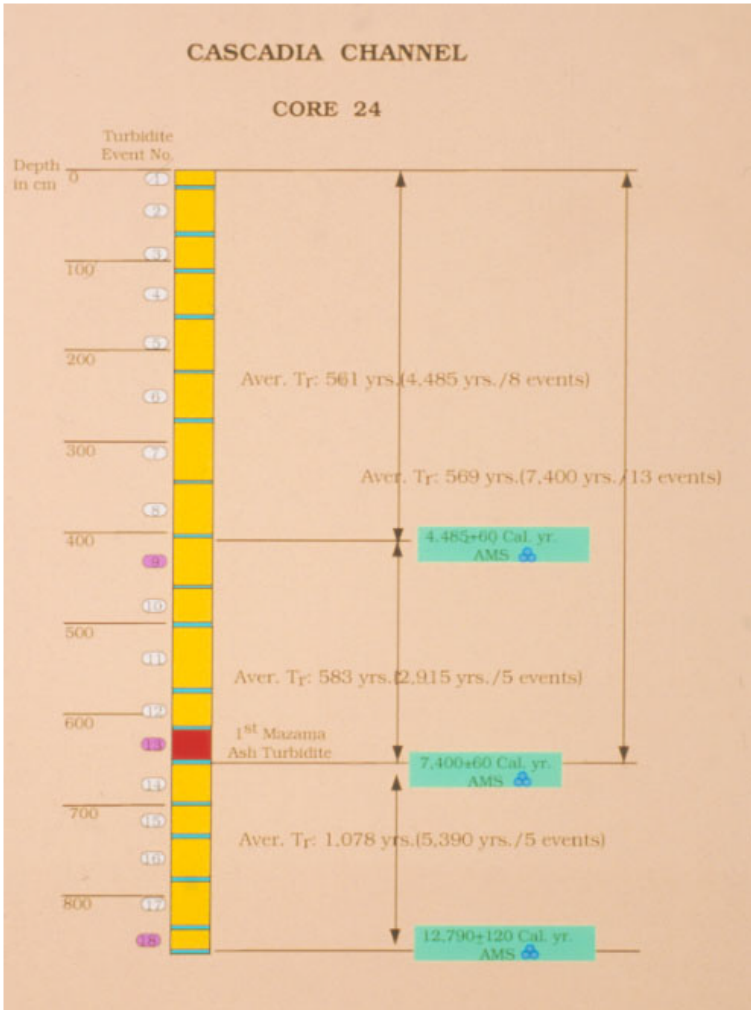 CASCADIA CHANNEL
CORE 24
Turbidite
Event No.
Depth
in cm
0
1
2
3
100
4
5
200
6
Aver. Tr: 561 yrs.(4,485 yrs./8 events)
300
7
Aver. Tr: 569 yrs.(7,400 yrs./13 events)
8
400
4,485±60 Cal. yr.
AMS
9
10
500
11
Aver. Tr: 583 yrs.(2,915 yrs./5 events)
12
600
13
1st Mazama
Ash Turbidite
7,400±60 Cal. yr.
AMS
14
700
15
Aver. Tr: 1,078 yrs.(5,390 yrs./5 events)
16
800
17
18
12,790±120 Cal. yr.
AMS